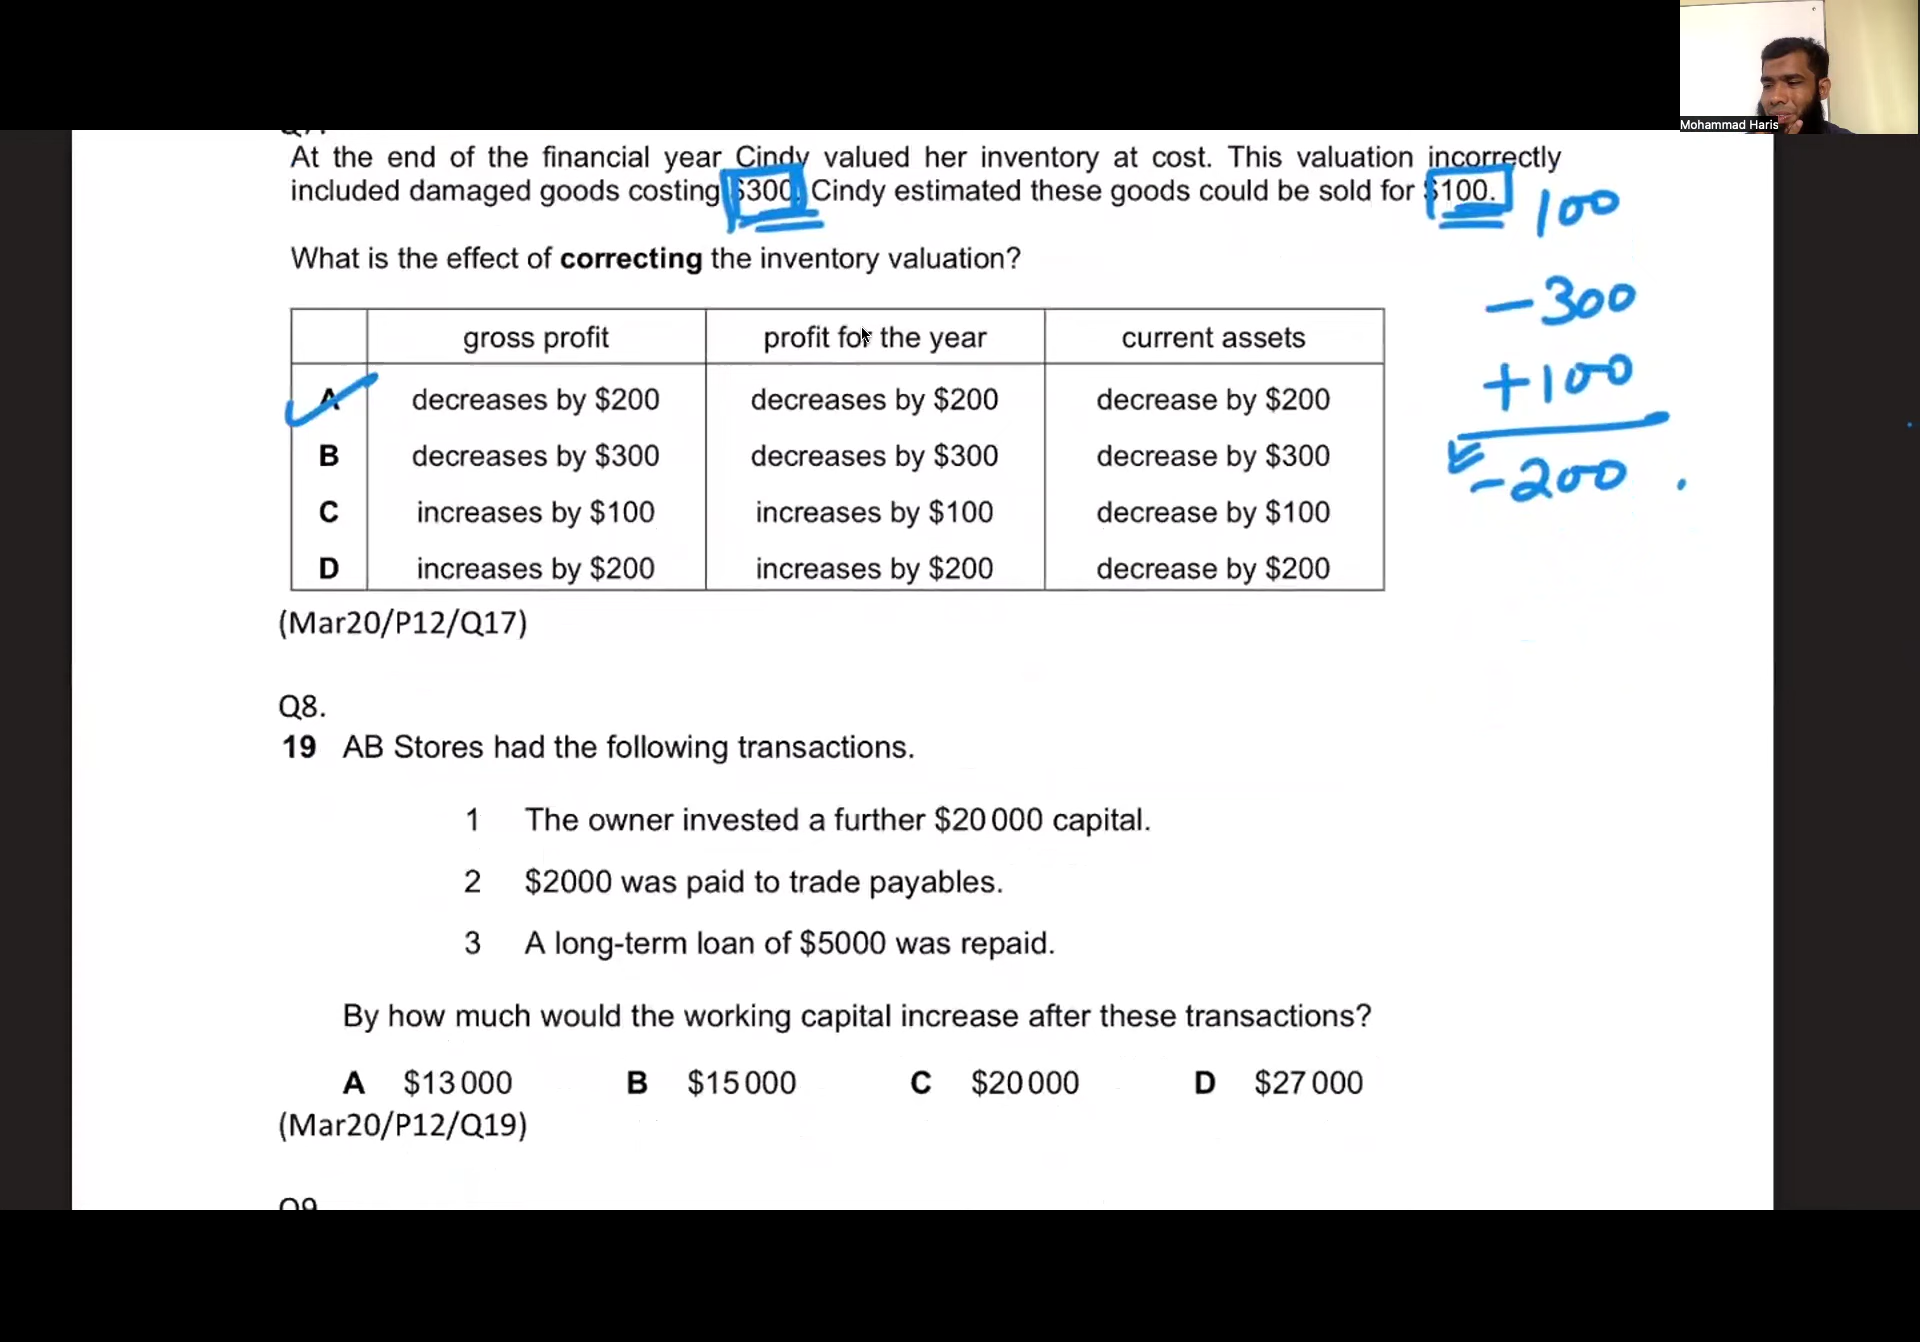 Mohammad Haris
At the end of the financial year Cindy valued her inventory at cost. This valuation incorrectly
included damaged goods costing $300. Cindy estimated these goods could be sold for $100.
100
What is the effect of correcting the inventory valuation?
-300
+100
-200
gross profit profit for the year current assets
A decreases by $200 decreases by $200 decrease by $200
B decreases by $300 decreases by $300 decrease by $300
C increases by $100 increases by $100 decrease by $100
D increases by $200 increases by $200 decrease by $200
(Mar20/P12/Q17)
Q8.
19 AB Stores had the following transactions.
1 The owner invested a further $20 000 capital.
2 $2000 was paid to trade payables.
3 A long-term loan of $5000 was repaid.
By how much would the working capital increase after these transactions?
A $13 000 B $15 000 C $20 000 D $27 000
(Mar20/P12/Q19)